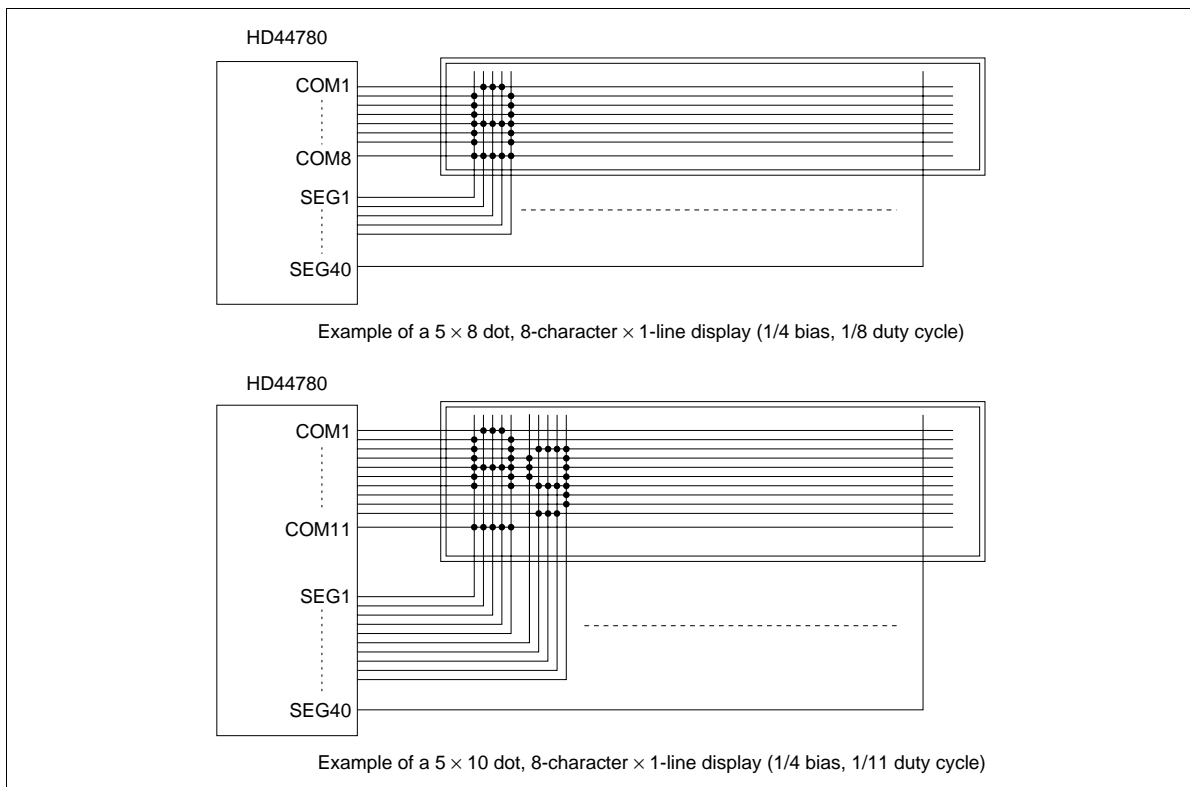 HD44780
COM1
COM8
SEG1
SEG40
Example of a 5 × 8 dot, 8-character × 1-line display (1/4 bias, 1/8 duty cycle)
HD44780
COM1
COM11
SEG1
SEG40
Example of a 5 × 10 dot, 8-character × 1-line display (1/4 bias, 1/11 duty cycle)